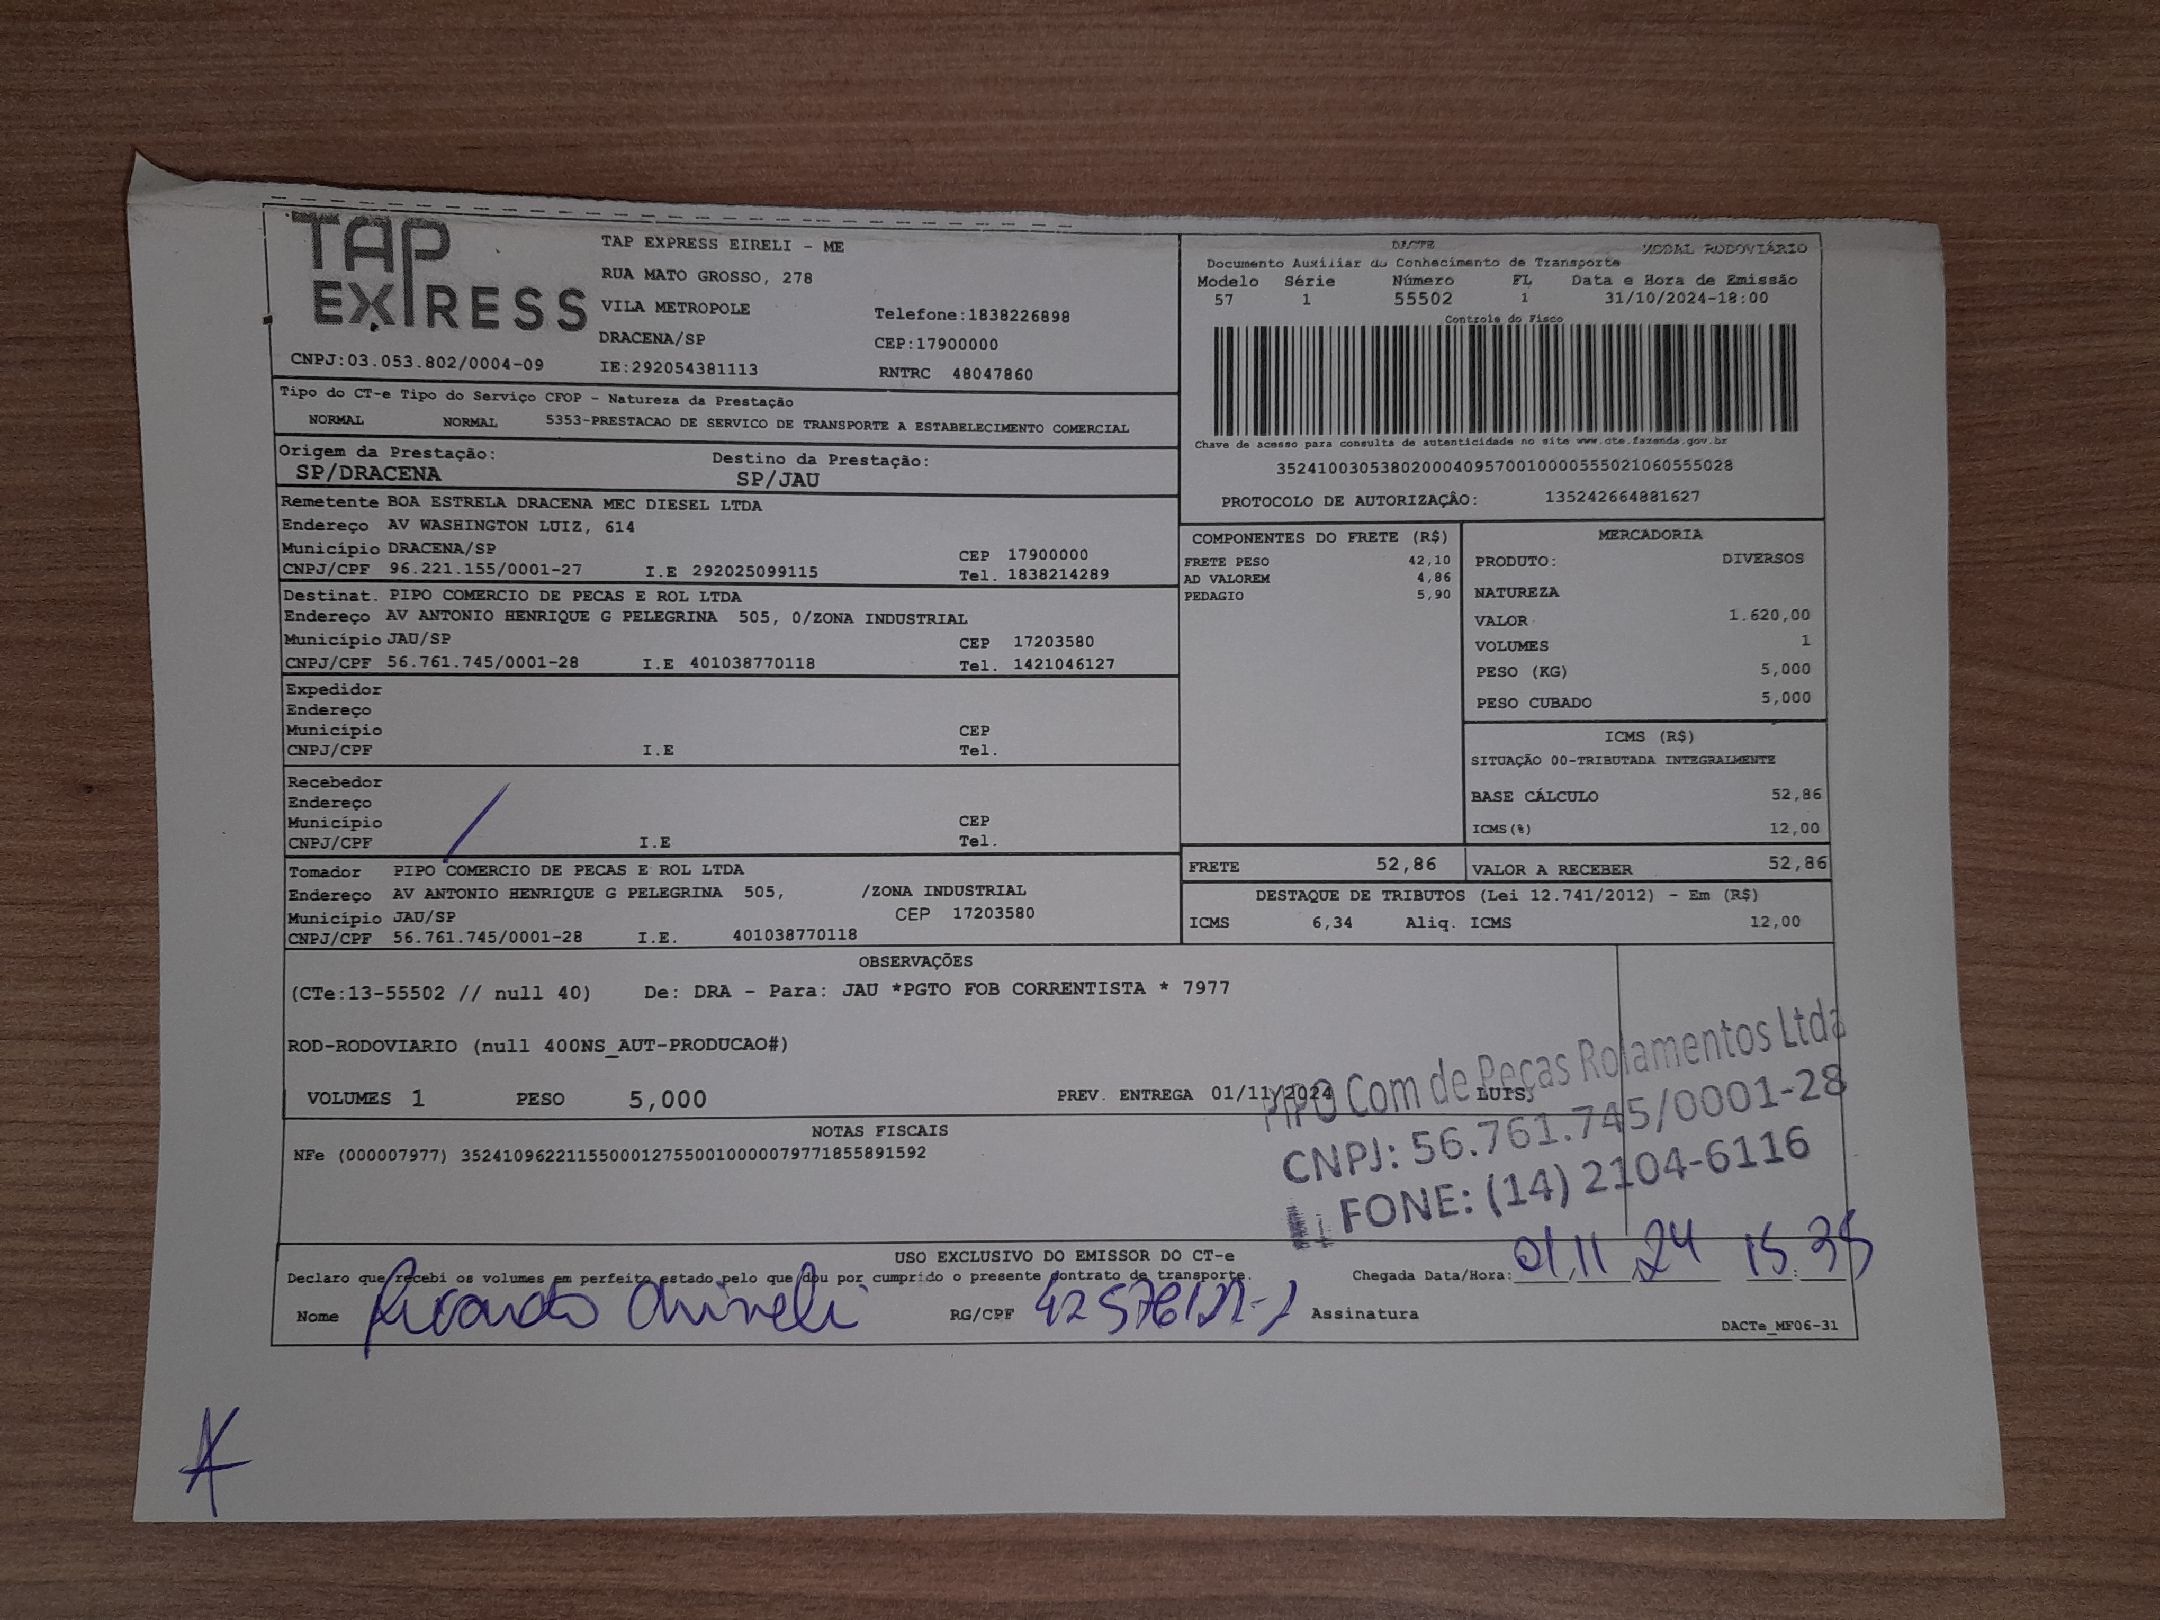 TAP
EXPRESS
TAP EXPRESS EIRELI - ME
RUA MATO GROSSO, 278
VILA METROPOLE
Telefone:1838226898
DRACENA/SP
CEP:17900000
CNPJ:03.053.802/0004-09
IE:292054381113
RNTRC 48047860
DACTE
MODAL RODOVIÁRIO
Documento Auxiliar do Conhecimento de Transporte
Modelo Série Número FL Data e Hora de Emissão
57 1 55502 1 31/10/2024-18:00
Controle do Fisco
Chave de acesso para consulta de autenticidade no site www.cte.fazenda.gov.br
35241003053802000409570010000555021060555028
PROTOCOLO DE AUTORIZAÇÃO: 135242664881627
Tipo do CT-e Tipo do Serviço CFOP - Natureza da Prestação
NORMAL NORMAL 5353-PRESTACAO DE SERVICO DE TRANSPORTE A ESTABELECIMENTO COMERCIAL
Origem da Prestação: Destino da Prestação:
SP/DRACENA SP/JAU
Remetente BOA ESTRELA DRACENA MEC DIESEL LTDA
Endereço AV WASHINGTON LUIZ, 614
Município DRACENA/SP CEP 17900000
CNPJ/CPF 96.221.155/0001-27 I.E 292025099115 Tel. 1838214289
Destinat. PIPO COMERCIO DE PECAS E ROL LTDA
Endereço AV ANTONIO HENRIQUE G PELEGRINA 505, 0/ZONA INDUSTRIAL
Município JAU/SP CEP 17203580
CNPJ/CPF 56.761.745/0001-28 I.E 401038770118 Tel. 1421046127
Expedidor
Endereço
Município CEP
CNPJ/CPF I.E Tel.
Recebedor
Endereço
Município CEP
CNPJ/CPF I.E Tel.
Tomador PIPO COMERCIO DE PECAS E ROL LTDA
Endereço AV ANTONIO HENRIQUE G PELEGRINA 505, /ZONA INDUSTRIAL
Município JAU/SP CEP 17203580
CNPJ/CPF 56.761.745/0001-28 I.E. 401038770118
COMPONENTES DO FRETE (R$)
FRETE PESO 42,10
AD VALOREM 4,86
PEDAGIO 5,90
MERCADORIA
PRODUTO: DIVERSOS
NATUREZA
VALOR 1.620,00
VOLUMES 1
PESO (KG) 5,000
PESO CUBADO 5,000
ICMS (R$)
SITUAÇÃO 00-TRIBUTADA INTEGRALMENTE
BASE CÁLCULO 52,86
ICMS(%) 12,00
FRETE 52,86 VALOR A RECEBER 52,86
DESTAQUE DE TRIBUTOS (Lei 12.741/2012) - Em (R$)
ICMS 6,34 Aliq. ICMS 12,00
OBSERVAÇÕES
(CTe:13-55502 // null 40) De: DRA - Para: JAU *PGTO FOB CORRENTISTA * 7977
ROD-RODOVIARIO (null 400NS_AUT-PRODUCAO#)
VOLUMES 1 PESO 5,000 PREV. ENTREGA 01/11/2024 LUIS,
PIPO Com de Peças Rolamentos Ltda
CNPJ: 56.761.745/0001-28
FONE: (14) 2104-6116
NOTAS FISCAIS
NFe (000007977) 35241096221155000127550010000079771855891592
USO EXCLUSIVO DO EMISSOR DO CT-e
Declaro que recebi os volumes em perfeito estado pelo que dou por cumprido o presente contrato de transporte.
Chegada Data/Hora: 01/11/24 15:35
Nome Ricardo RG/CPF Assinatura
DACTe_MF06-31